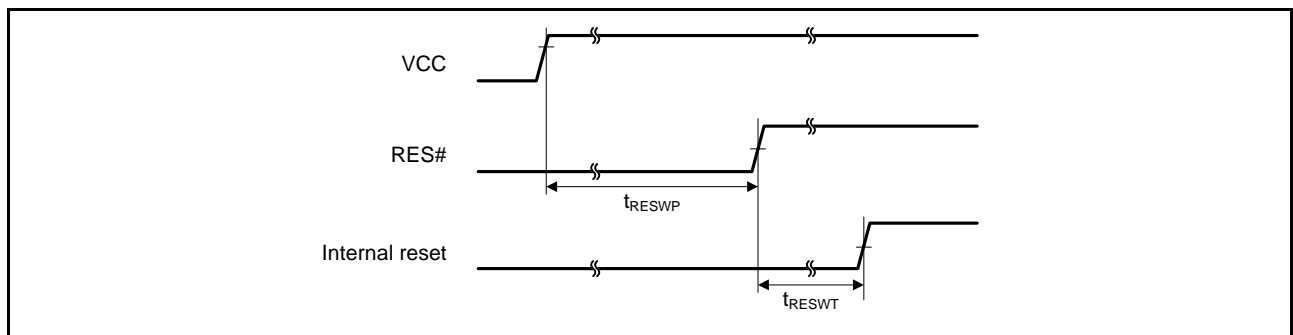 VCC
RES#
tRESWP
Internal reset
tRESWT